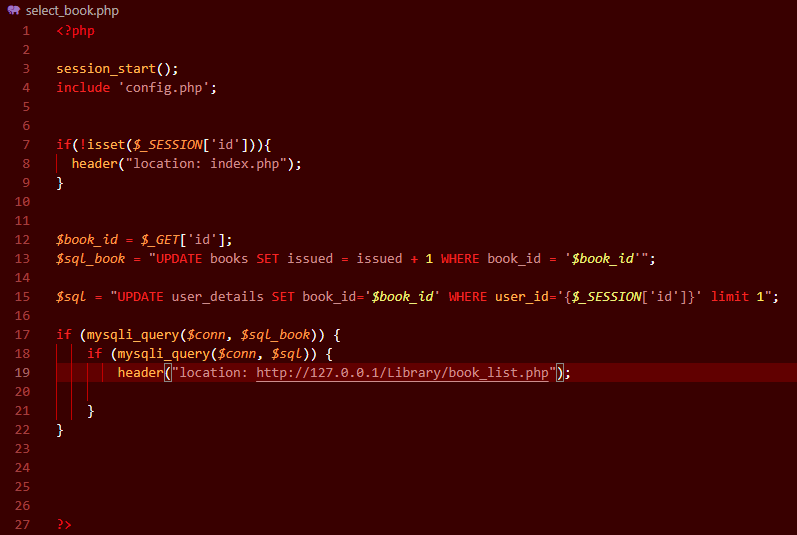 select_book.php
1 <?php
2
3 session_start();
4 include 'config.php';
5
6
7 if(!isset($_SESSION['id'])){
8   header("location: index.php");
9 }
10
11
12 $book_id = $_GET['id'];
13 $sql_book = "UPDATE books SET issued = issued + 1 WHERE book_id = '$book_id'";
14
15 $sql = "UPDATE user_details SET book_id='$book_id' WHERE user_id='{$_SESSION['id']}' limit 1";
16
17 if (mysqli_query($conn, $sql_book)) {
18     if (mysqli_query($conn, $sql)) {
19         header("location: http://127.0.0.1/Library/book_list.php");
20
21     }
22 }
23
24
25
26
27 ?>